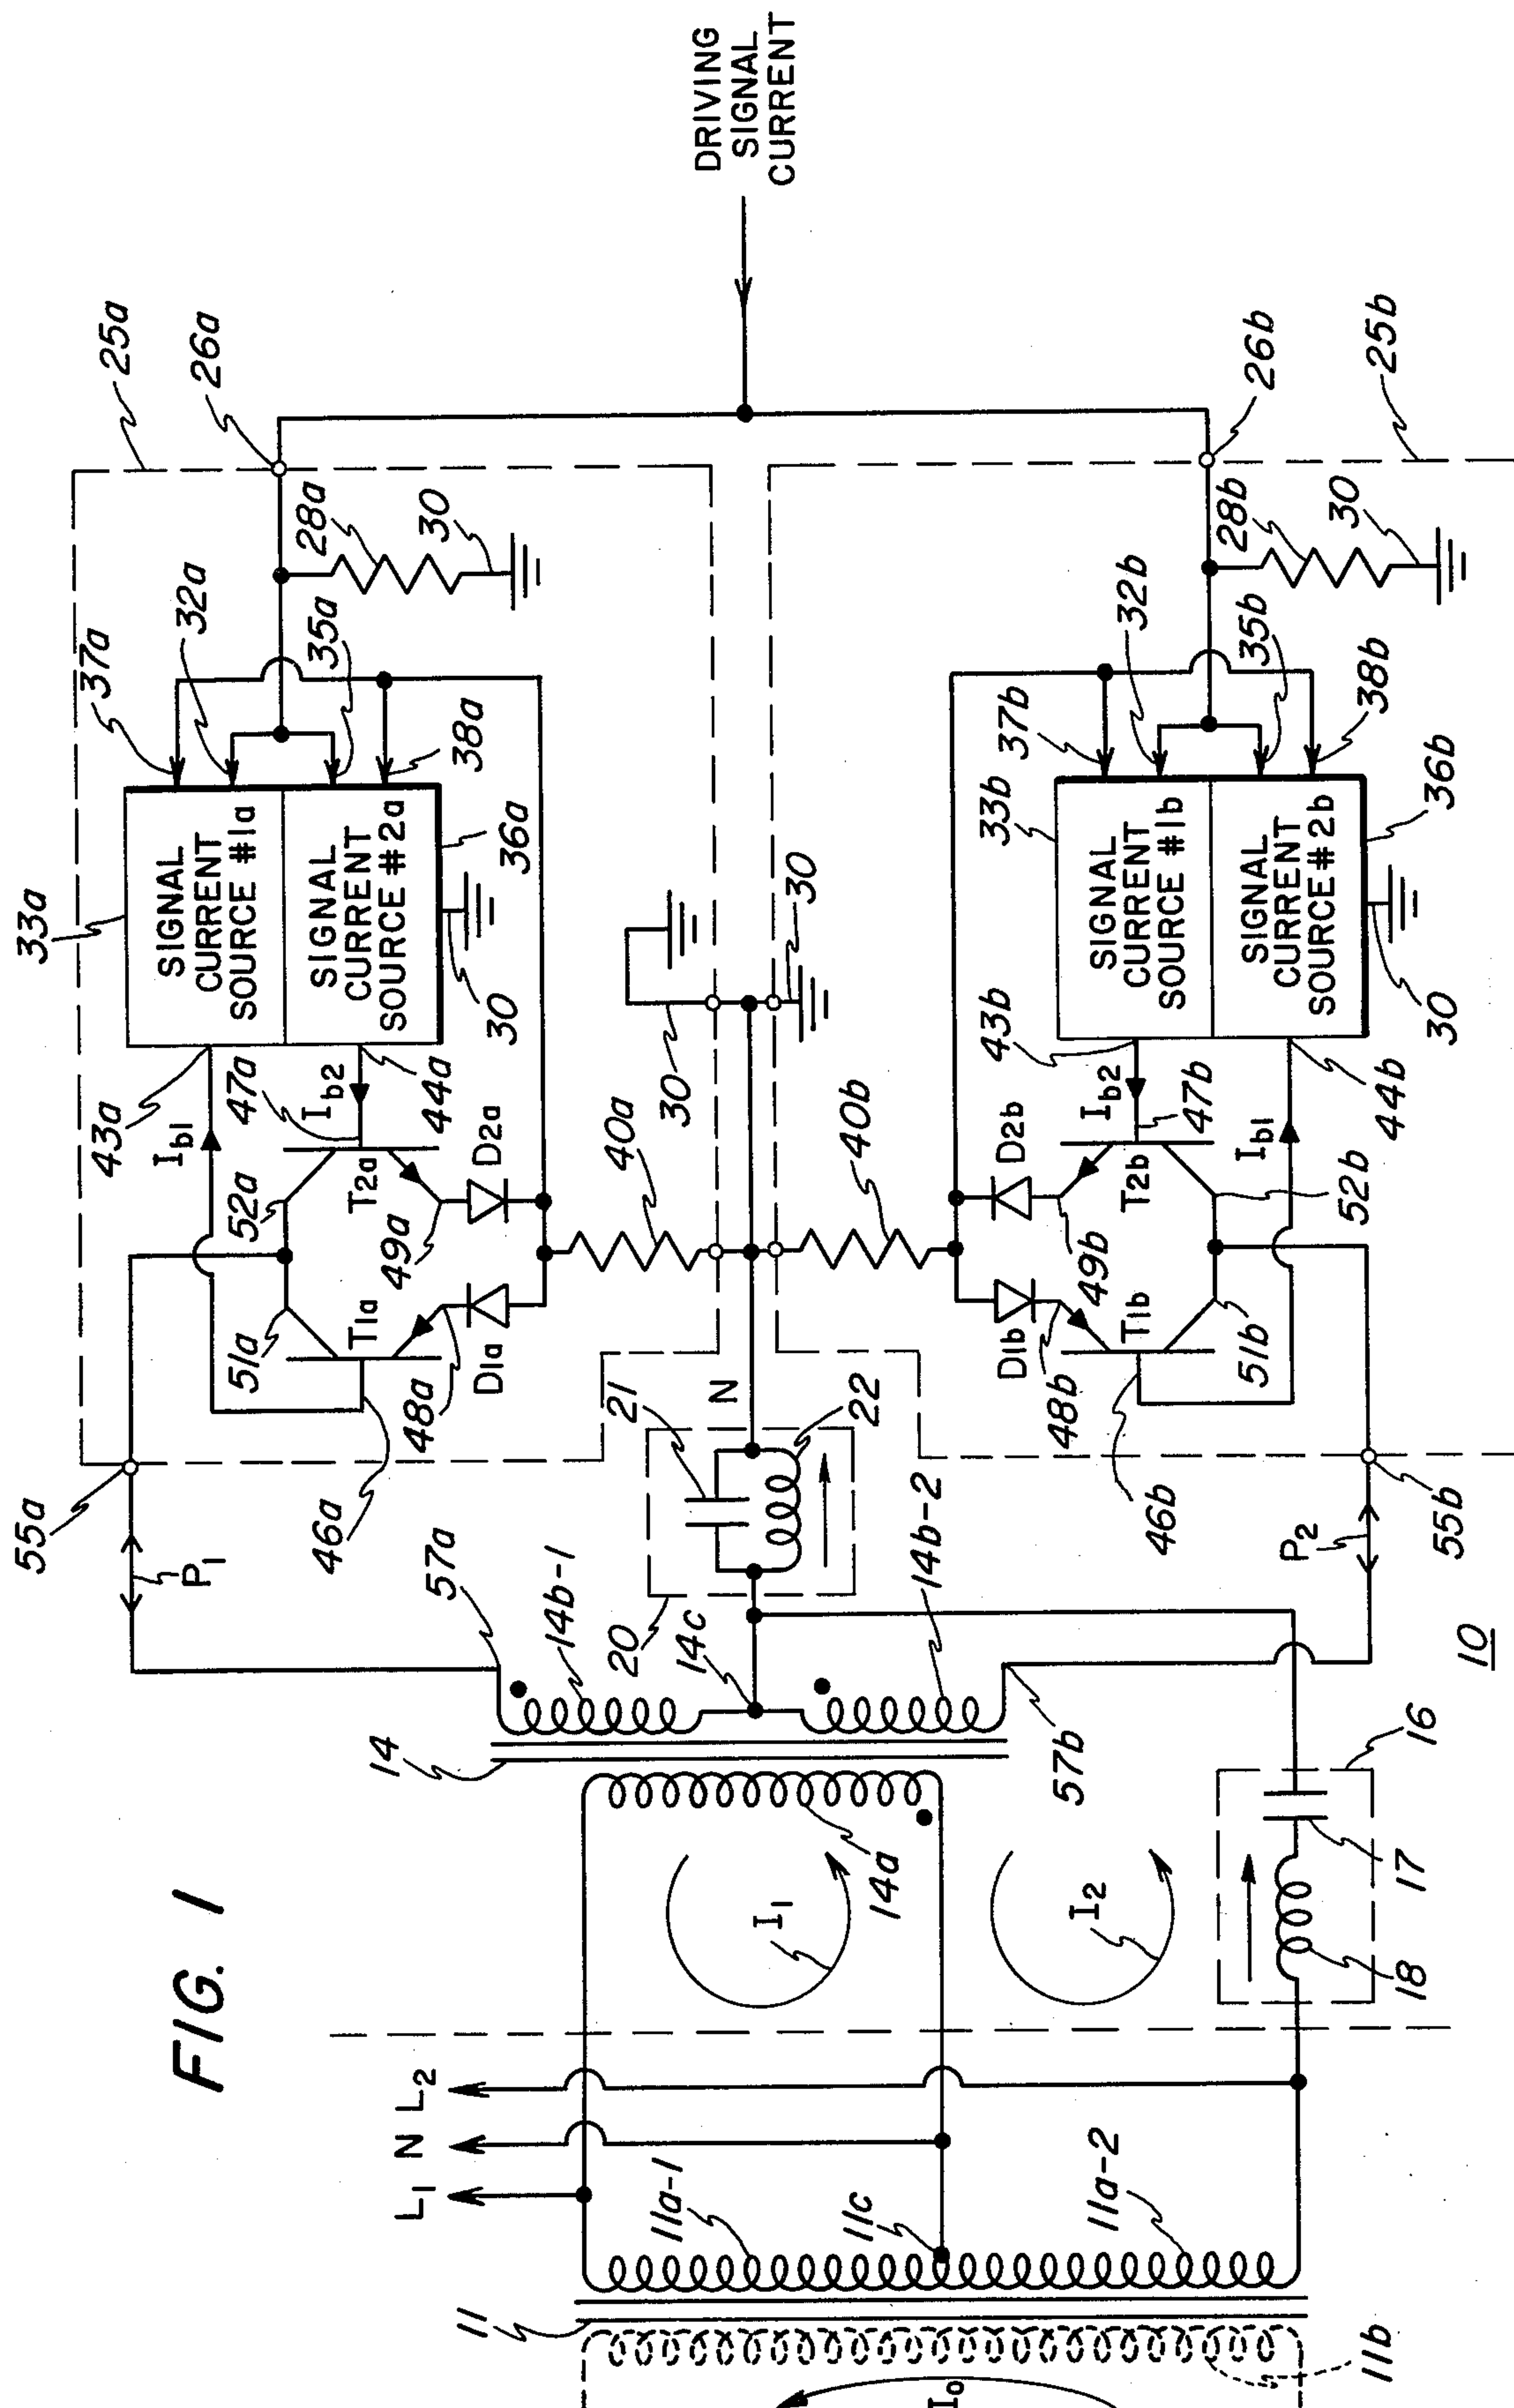 FIG. 1
L1 N L2
11
11a-1
11c
11a-2
11b
I0
14
14a
I1
I2
18
17
16
57a
14b-1
14c
14b-2
57b
20
21
22
N
10
55a
P1
P2
55b
46a
51a
T1a
48a
D1a
52a
T2a
49a
D2a
47a
Ib1
Ib2
43a
44a
30
40a
33a
SIGNAL
CURRENT
SOURCE #1a
SIGNAL
CURRENT
SOURCE #2a
36a
37a
32a
35a
38a
28a
30
25a
26a
30
30
40b
46b
51b
T1b
48b
D1b
52b
T2b
49b
D2b
47b
Ib2
Ib1
43b
44b
30
33b
SIGNAL
CURRENT
SOURCE #1b
SIGNAL
CURRENT
SOURCE #2b
36b
37b
32b
35b
38b
28b
30
26b
25b
DRIVING
SIGNAL
CURRENT